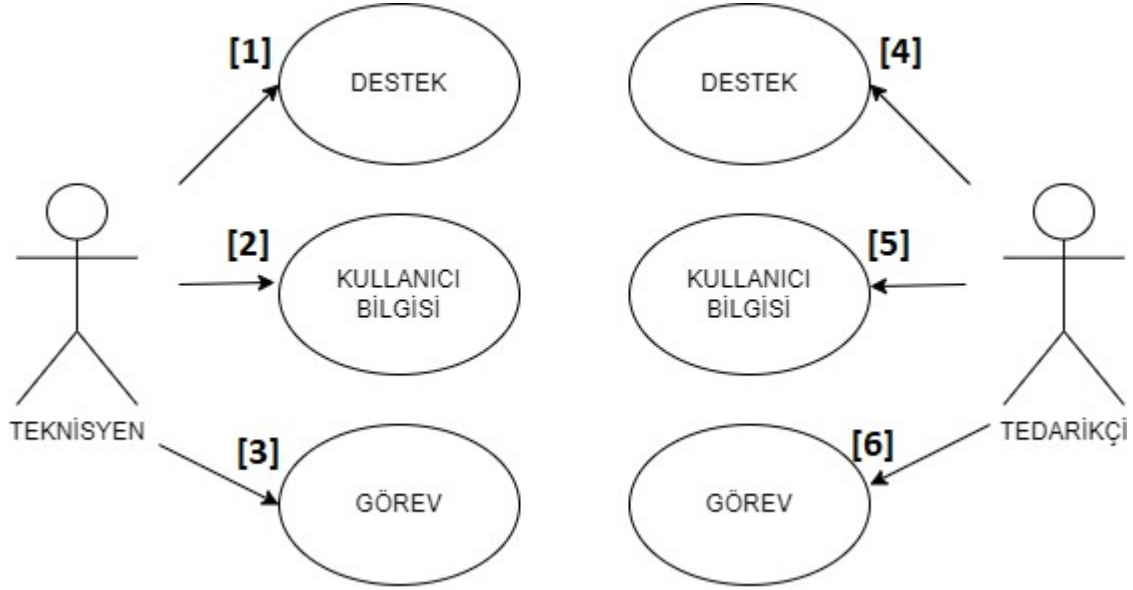 [1]
DESTEK
[4]
DESTEK
[2]
KULLANICI
BİLGİSİ
[5]
KULLANICI
BİLGİSİ
TEKNİSYEN
[3]
GÖREV
[6]
GÖREV
TEDARİKÇİ